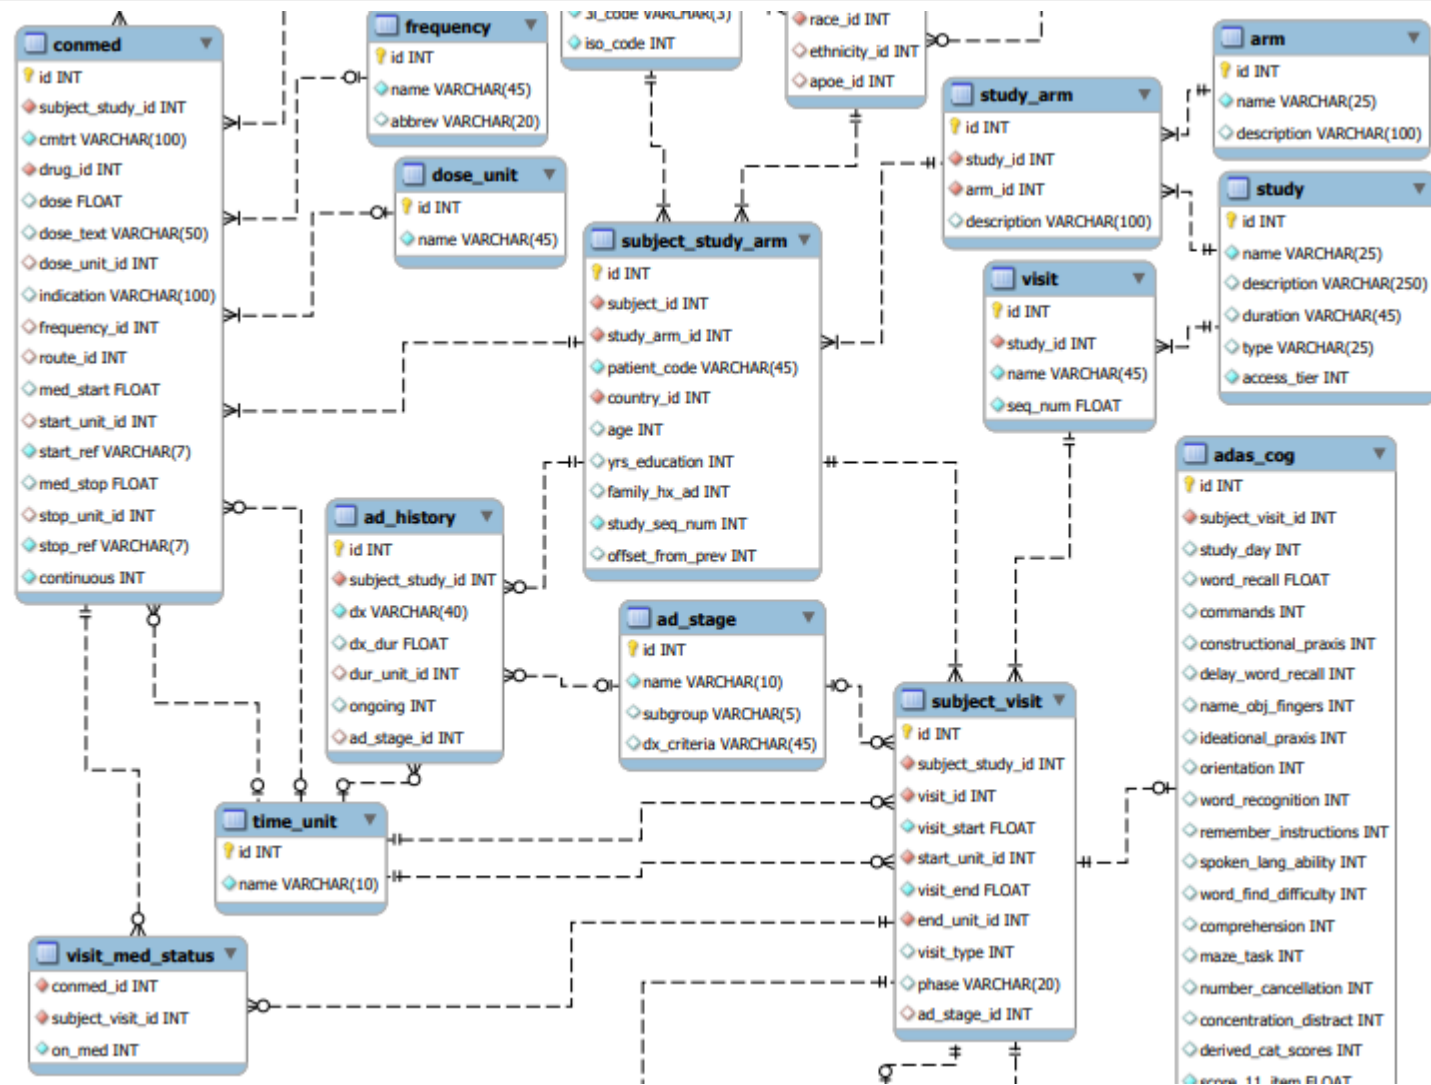 conmed
id INT
subject_study_id INT
cmtrt VARCHAR(100)
drug_id INT
dose FLOAT
dose_text VARCHAR(50)
dose_unit_id INT
indication VARCHAR(100)
frequency_id INT
route_id INT
med_start FLOAT
start_unit_id INT
start_ref VARCHAR(7)
med_stop FLOAT
stop_unit_id INT
stop_ref VARCHAR(7)
continuous INT
frequency
id INT
name VARCHAR(45)
abbrev VARCHAR(20)
dose_unit
id INT
name VARCHAR(45)
3l_code VARCHAR(3)
iso_code INT
race_id INT
ethnicity_id INT
apoe_id INT
study_arm
id INT
study_id INT
arm_id INT
description VARCHAR(100)
arm
id INT
name VARCHAR(25)
description VARCHAR(100)
study
id INT
name VARCHAR(25)
description VARCHAR(250)
duration VARCHAR(45)
type VARCHAR(25)
access_tier INT
subject_study_arm
id INT
subject_id INT
study_arm_id INT
patient_code VARCHAR(45)
country_id INT
age INT
yrs_education INT
family_hx_ad INT
study_seq_num INT
offset_from_prev INT
visit
id INT
study_id INT
name VARCHAR(45)
seq_num FLOAT
ad_history
id INT
subject_study_id INT
dx VARCHAR(40)
dx_dur FLOAT
dur_unit_id INT
ongoing INT
ad_stage_id INT
ad_stage
id INT
name VARCHAR(10)
subgroup VARCHAR(5)
dx_criteria VARCHAR(45)
time_unit
id INT
name VARCHAR(10)
visit_med_status
conmed_id INT
subject_visit_id INT
on_med INT
subject_visit
id INT
subject_study_id INT
visit_id INT
visit_start FLOAT
start_unit_id INT
visit_end FLOAT
end_unit_id INT
visit_type INT
phase VARCHAR(20)
ad_stage_id INT
adas_cog
id INT
subject_visit_id INT
study_day INT
word_recall FLOAT
commands INT
constructional_praxis INT
delay_word_recall INT
name_obj_fingers INT
ideational_praxis INT
orientation INT
word_recognition INT
remember_instructions INT
spoken_lang_ability INT
word_find_difficulty INT
comprehension INT
maze_task INT
number_cancellation INT
concentration_distract INT
derived_cat_scores INT
score_11_item FLOAT